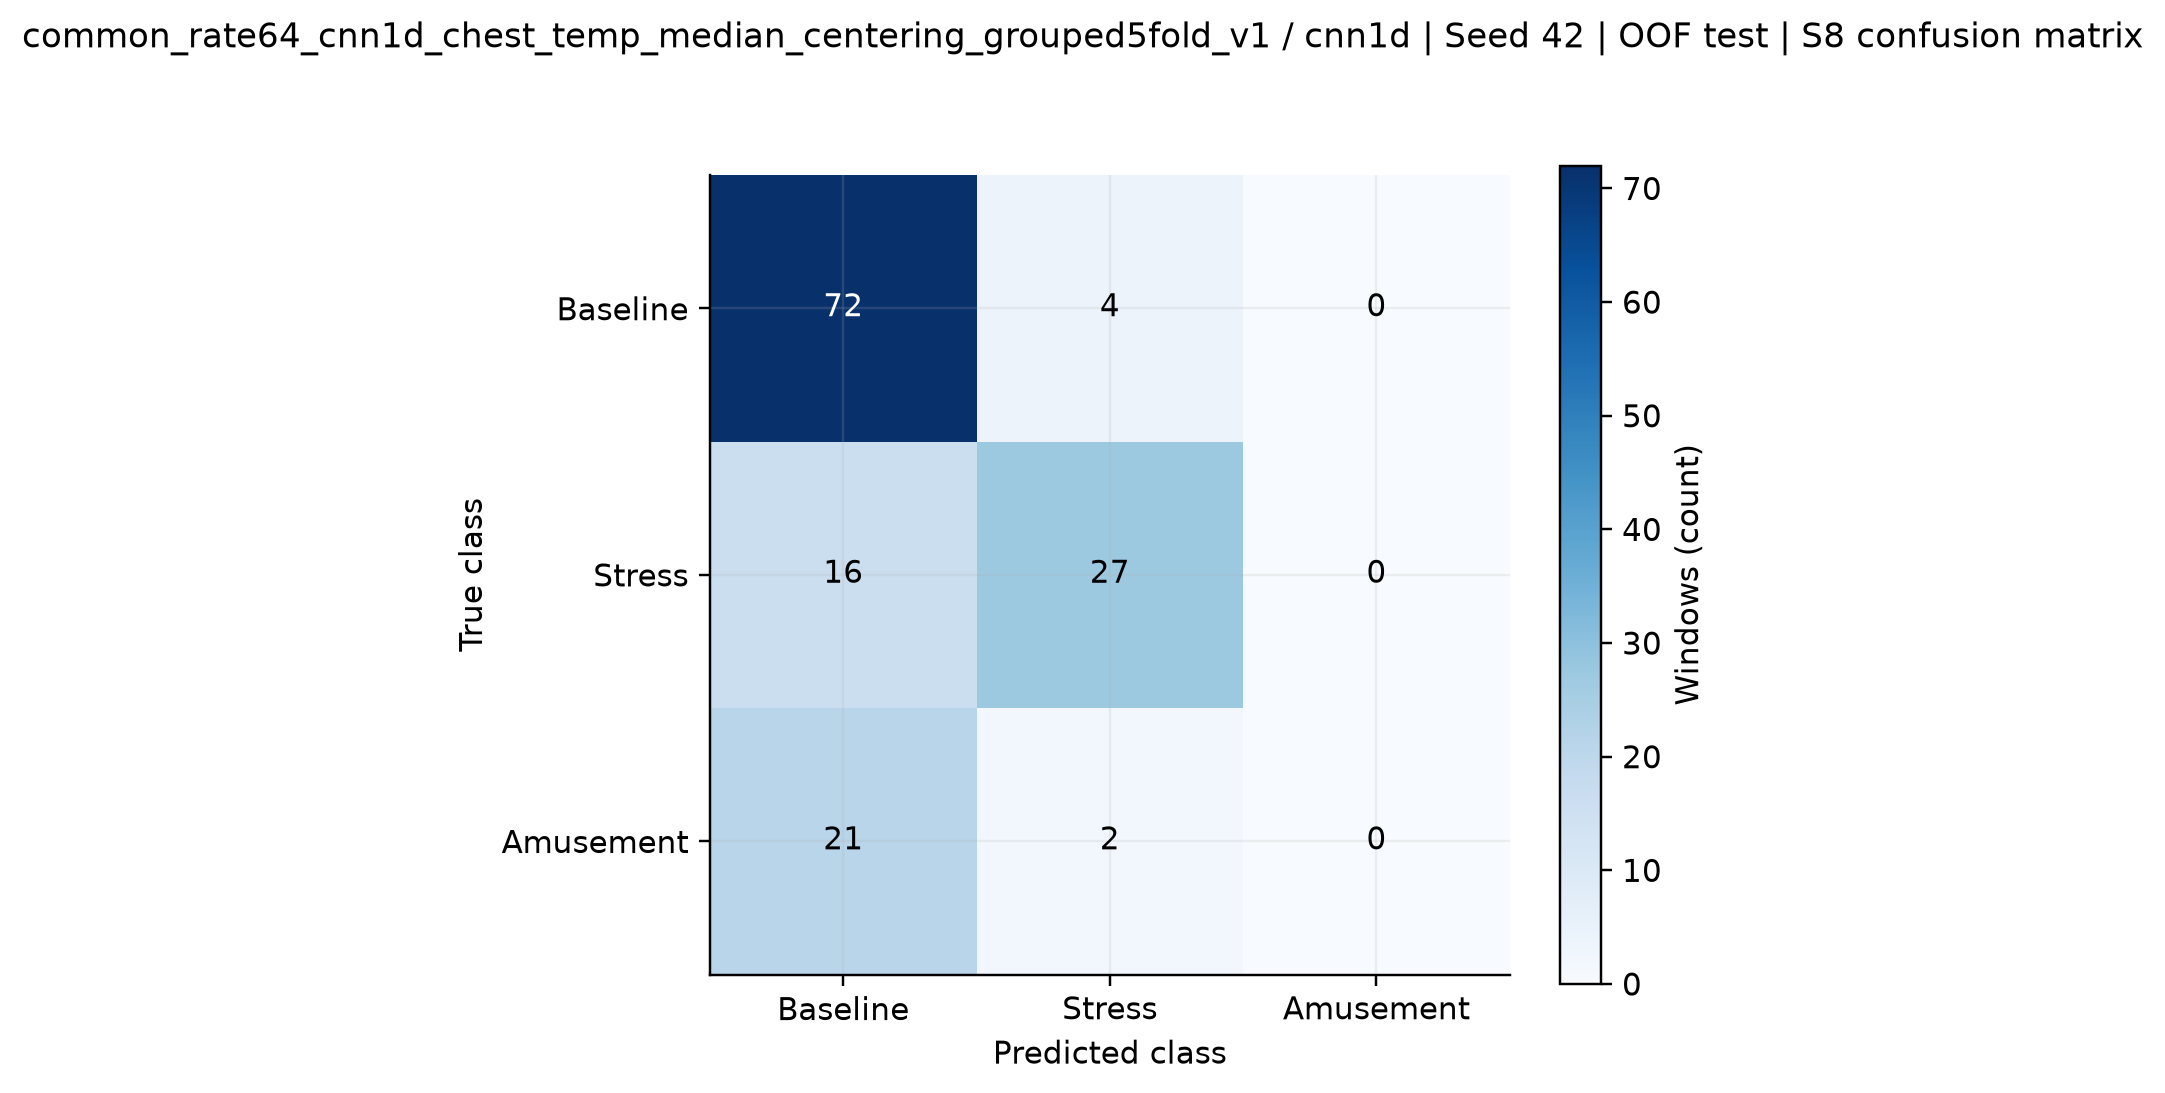 common_rate64_cnn1d_chest_temp_median_centering_grouped5fold_v1 / cnn1d | Seed 42 | OOF test | S8 confusion matrix
True class
Baseline
72
4
0
Stress
16
27
0
Amusement
21
2
0
Baseline
Stress
Amusement
Predicted class
70
60
50
40
30
20
10
0
Windows (count)